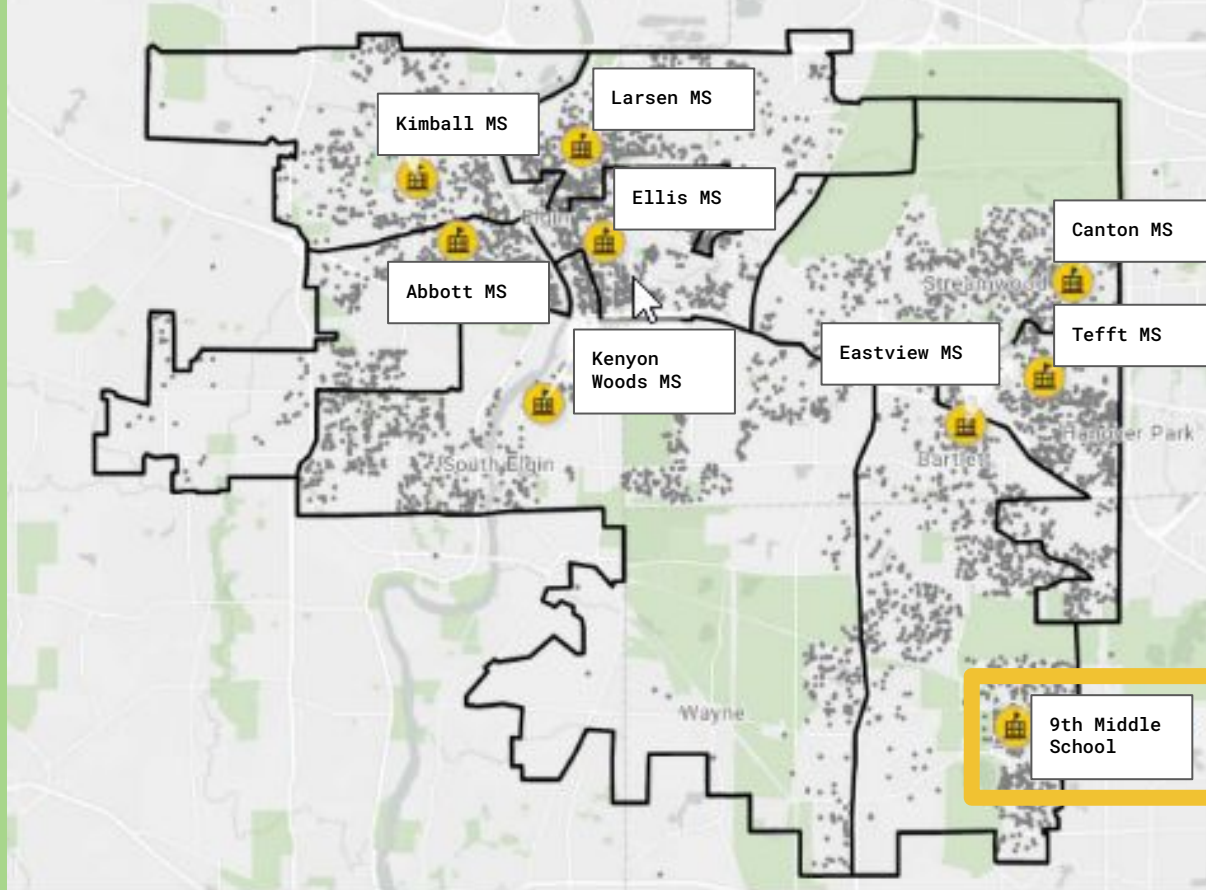 Larsen MS
Kimball MS
Ellis MS
Elgin
Canton MS
Abbott MS
Streamwood
Tefft MS
Eastview MS
Kenyon
Woods MS
Hanover Park
Bartlett
South Elgin
Wayne
9th Middle
School